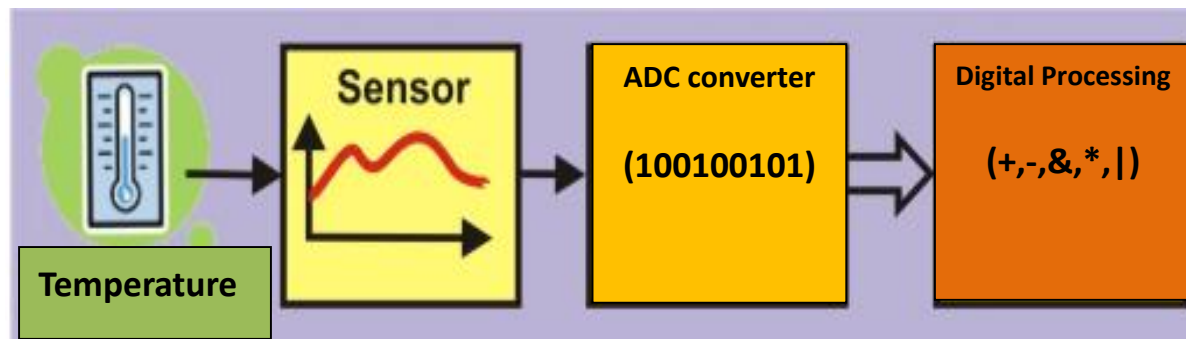 Temperature
Sensor
ADC converter
(100100101)
Digital Processing
(+,-,&,*,|)